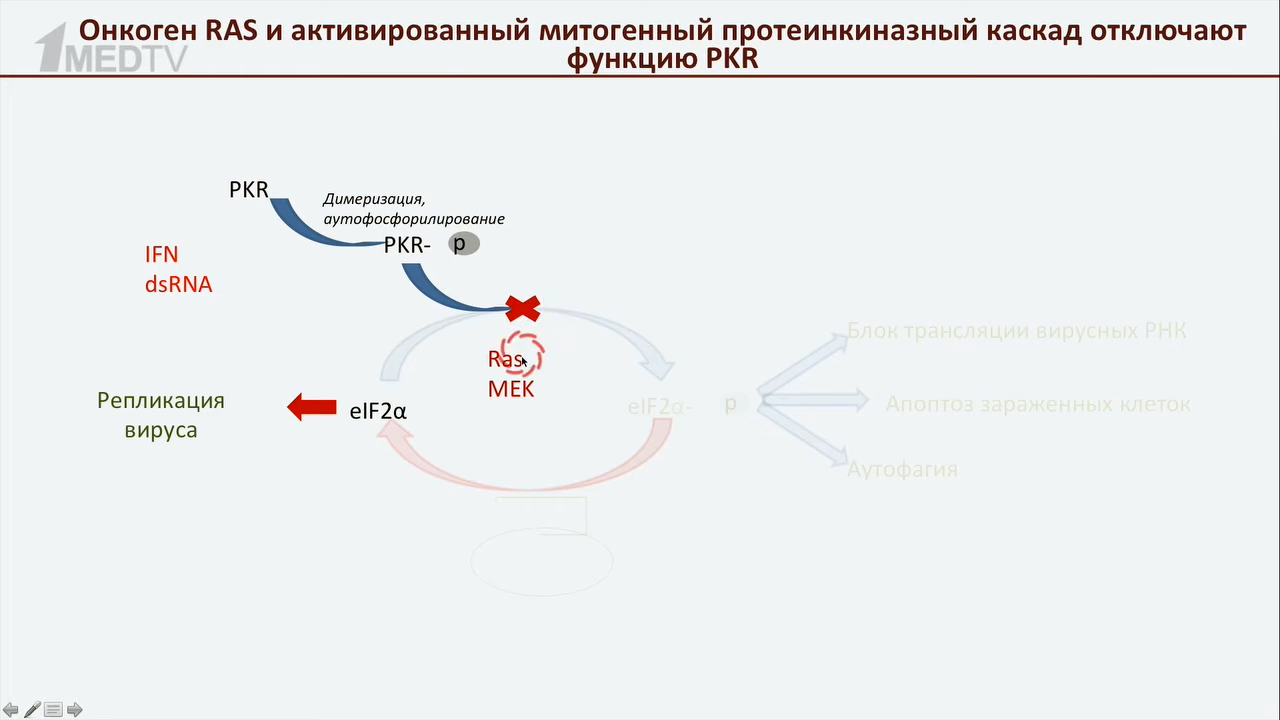 Онкоген RAS и активированный митогенный протеинкиназный каскад отключают
функцию PKR
1MEDTV
PKR
Димеризация,
аутофосфорилирование
PKR- p
IFN
dsRNA
Блок трансляции вирусных РНК
Ras
MEK
Репликация
вируса
eIF2α
eIF2α- p
Апоптоз зараженных клеток
Аутофагия